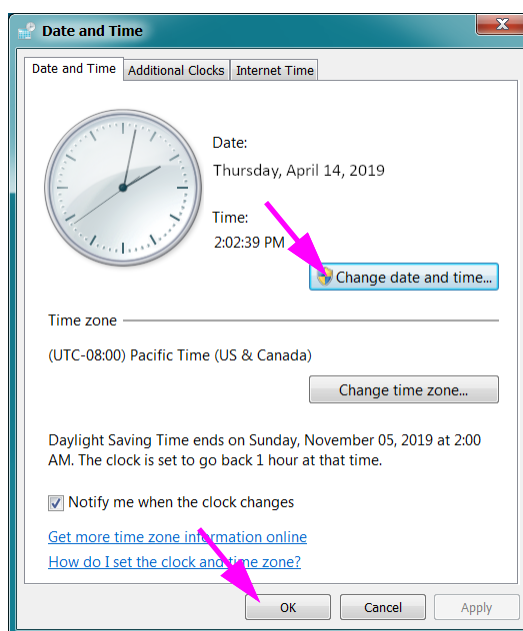 Date and Time
Date and Time Additional Clocks Internet Time
Date:
Thursday, April 14, 2019
Time:
2:02:39 PM
Change date and time...
Time zone
(UTC-08:00) Pacific Time (US & Canada)
Change time zone...
Daylight Saving Time ends on Sunday, November 05, 2019 at 2:00
AM. The clock is set to go back 1 hour at that time.
Notify me when the clock changes
Get more time zone information online
How do I set the clock and time zone?
OK Cancel Apply